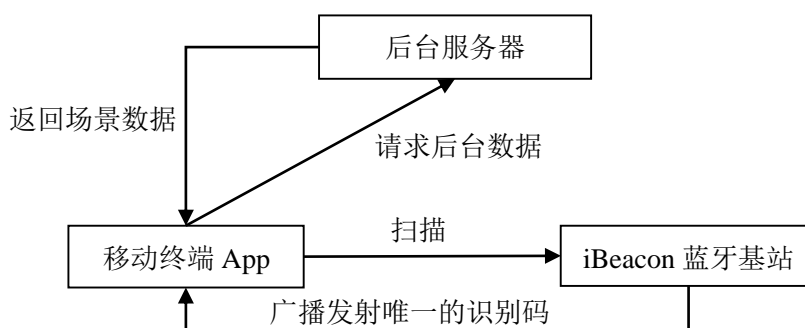 后台服务器
返回场景数据
请求后台数据
扫描
移动终端 App
iBeacon 蓝牙基站
广播发射唯一的识别码